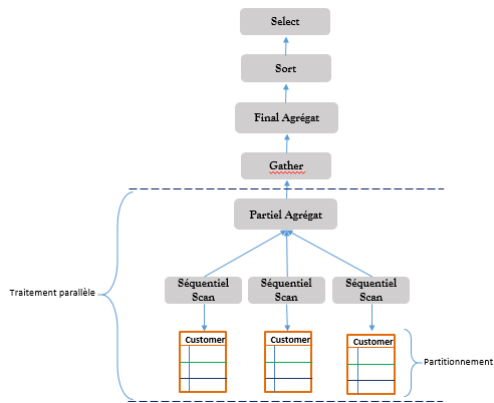 Select
Sort
Final Agrégat
Gather
Partiel Agrégat
Traitement parallèle
Séquentiel
Scan
Séquentiel
Scan
Séquentiel
Scan
Customer
Customer
Customer
Partitionnement